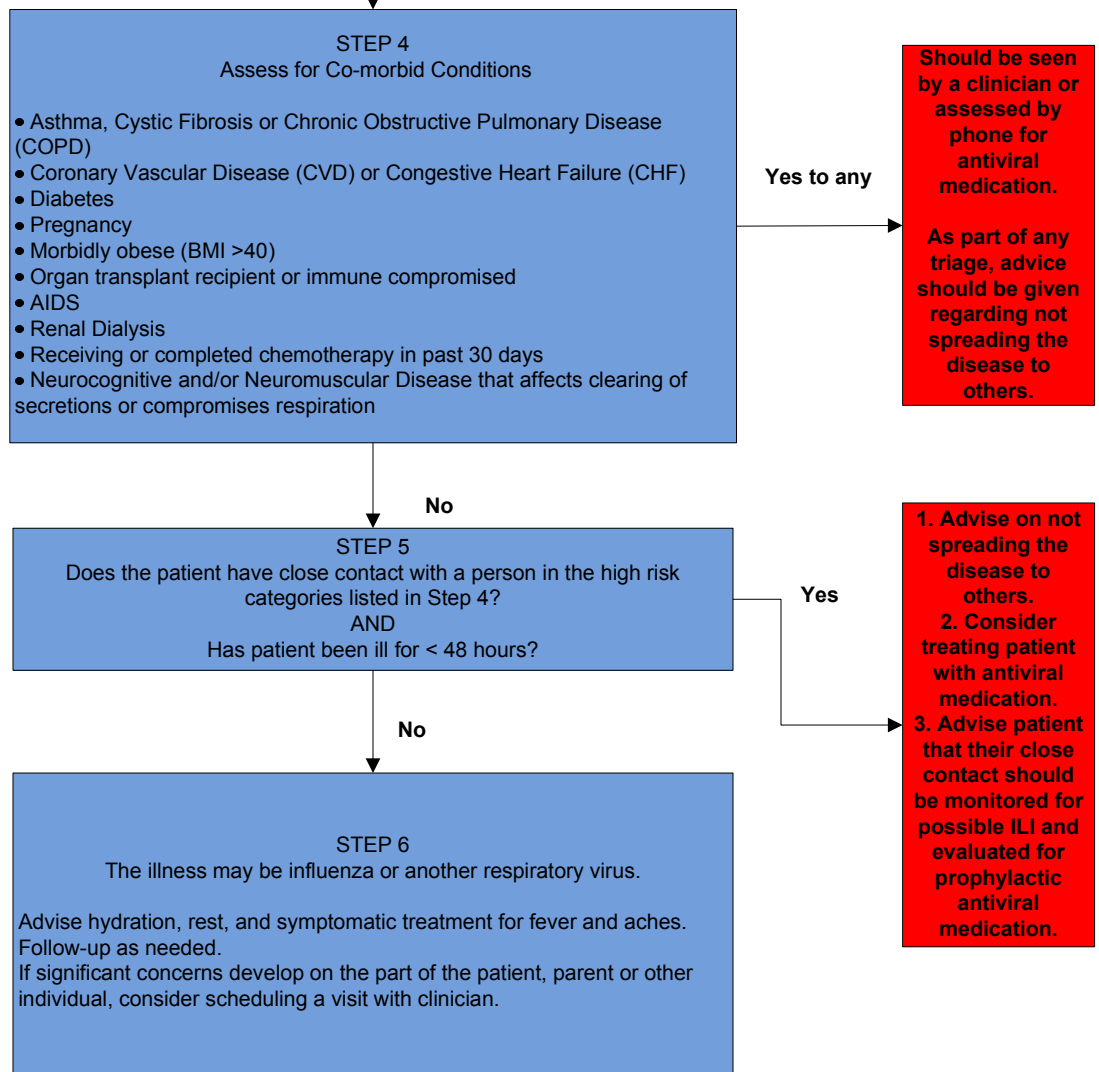 STEP 4
Assess for Co-morbid Conditions
• Asthma, Cystic Fibrosis or Chronic Obstructive Pulmonary Disease
(COPD)
• Coronary Vascular Disease (CVD) or Congestive Heart Failure (CHF)
• Diabetes
• Pregnancy
• Morbidly obese (BMI >40)
• Organ transplant recipient or immune compromised
• AIDS
• Renal Dialysis
• Receiving or completed chemotherapy in past 30 days
• Neurocognitive and/or Neuromuscular Disease that affects clearing of
secretions or compromises respiration
Yes to any
Should be seen
by a clinician or
assessed by
phone for
antiviral
medication.
As part of any
triage, advice
should be given
regarding not
spreading the
disease to
others.
No
STEP 5
Does the patient have close contact with a person in the high risk
categories listed in Step 4?
AND
Has patient been ill for < 48 hours?
Yes
1. Advise on not
spreading the
disease to
others.
2. Consider
treating patient
with antiviral
medication.
3. Advise patient
that their close
contact should
be monitored for
possible ILI and
evaluated for
prophylactic
antiviral
medication.
No
STEP 6
The illness may be influenza or another respiratory virus.
Advise hydration, rest, and symptomatic treatment for fever and aches.
Follow-up as needed.
If significant concerns develop on the part of the patient, parent or other
individual, consider scheduling a visit with clinician.